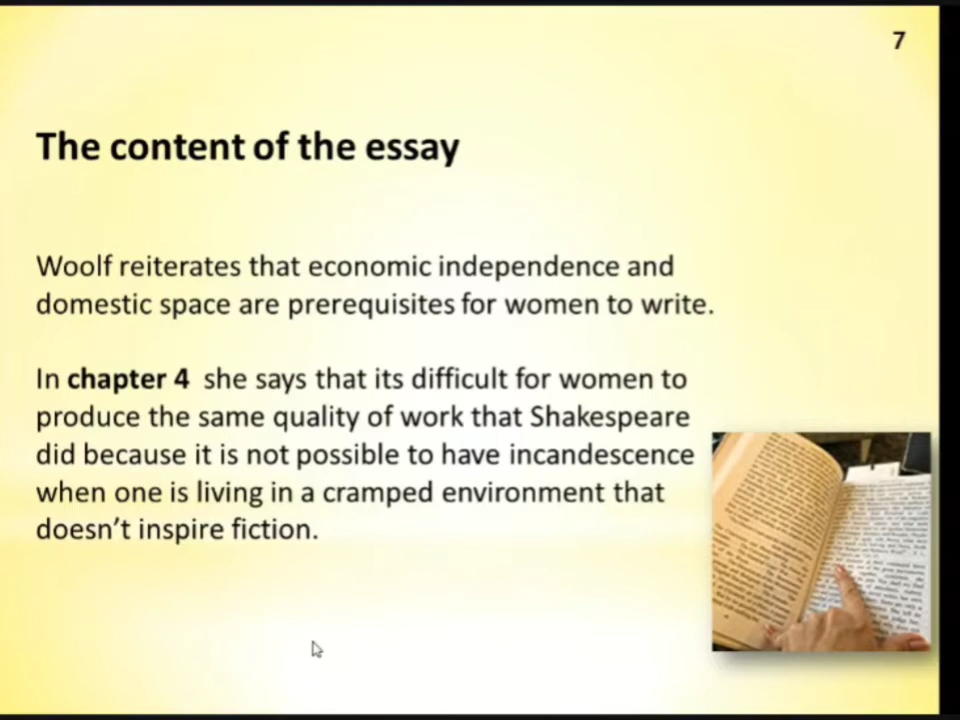 7
The content of the essay
Woolf reiterates that economic independence and
domestic space are prerequisites for women to write.
In chapter 4 she says that its difficult for women to
produce the same quality of work that Shakespeare
did because it is not possible to have incandescence
when one is living in a cramped environment that
doesn't inspire fiction.